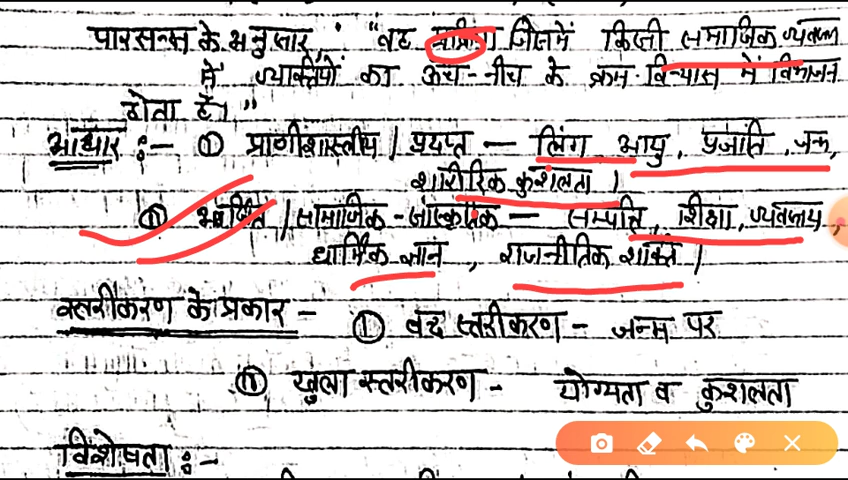 पारसन्स के अनुसार, : "वह प्रक्रिया जिसमें किसी सामाजिक व्यवस्था
में व्यक्तियों का ऊँच-नीच के क्रम विन्यास में विभाजन
होता है।"
आधार :- ① प्राणीशास्त्रीय / प्रदत्त — लिंग, आयु, प्रजाति, जन्म,
शारीरिक कुशलता।
② अर्जित / सामाजिक-सांस्कृतिक — सम्पत्ति, शिक्षा, व्यवसाय,
धार्मिक ज्ञान, राजनीतिक शक्ति।
स्तरीकरण के प्रकार - ① बंद स्तरीकरण - जन्म पर
② खुला स्तरीकरण - योग्यता व कुशलता
विशेषता :-